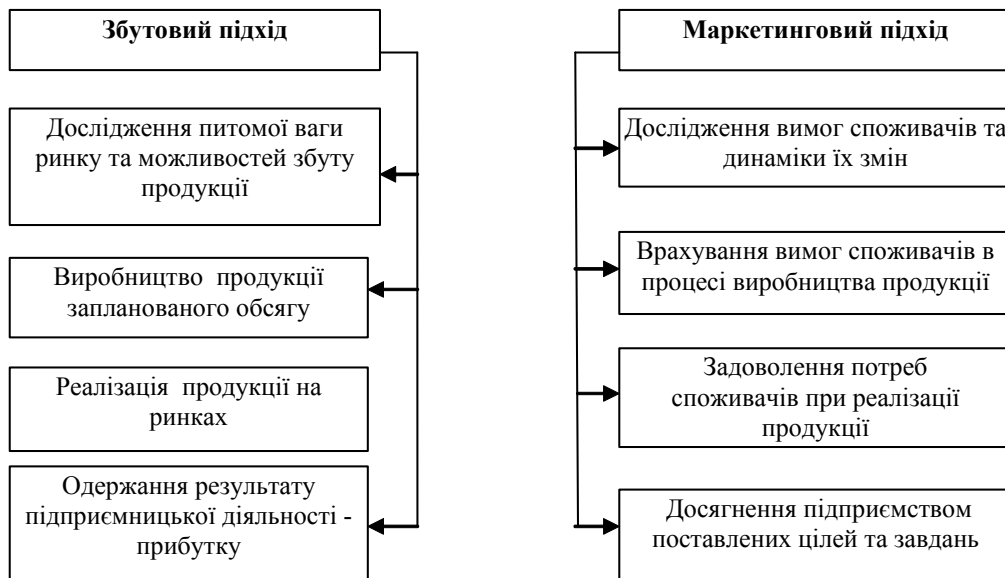 Збутовий підхід
Дослідження питомої ваги
ринку та можливостей збуту
продукції
Виробництво продукції
запланованого обсягу
Реалізація продукції на
ринках
Одержання результату
підприємницької діяльності -
прибутку
Маркетинговий підхід
Дослідження вимог споживачів та
динаміки їх змін
Врахування вимог споживачів в
процесі виробництва продукції
Задоволення потреб
споживачів при реалізації
продукції
Досягнення підприємством
поставлених цілей та завдань